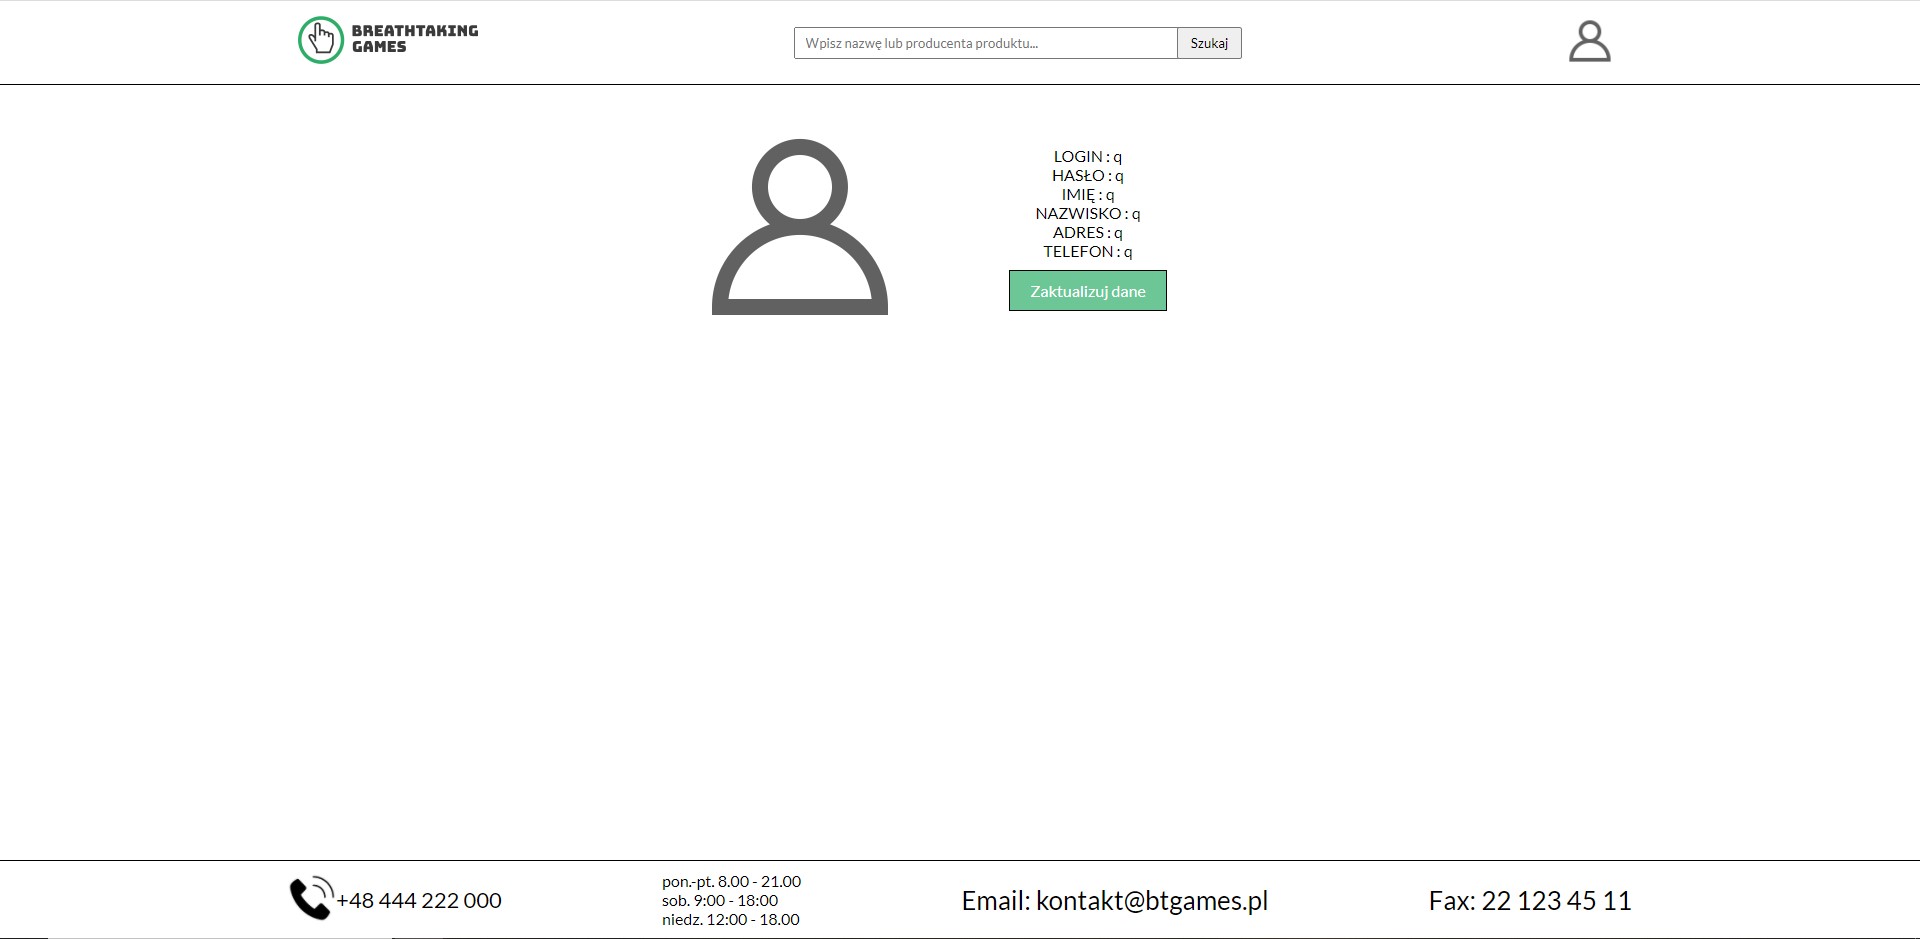 BREATHTAKING
GAMES
Wpisz nazwę lub producenta produktu...
Szukaj
LOGIN : q
HASŁO : q
IMIĘ : q
NAZWISKO : q
ADRES : q
TELEFON : q
Zaktualizuj dane
+48 444 222 000
pon.-pt. 8.00 - 21.00
sob. 9:00 - 18:00
niedz. 12:00 - 18.00
Email: kontakt@btgames.pl
Fax: 22 123 45 11